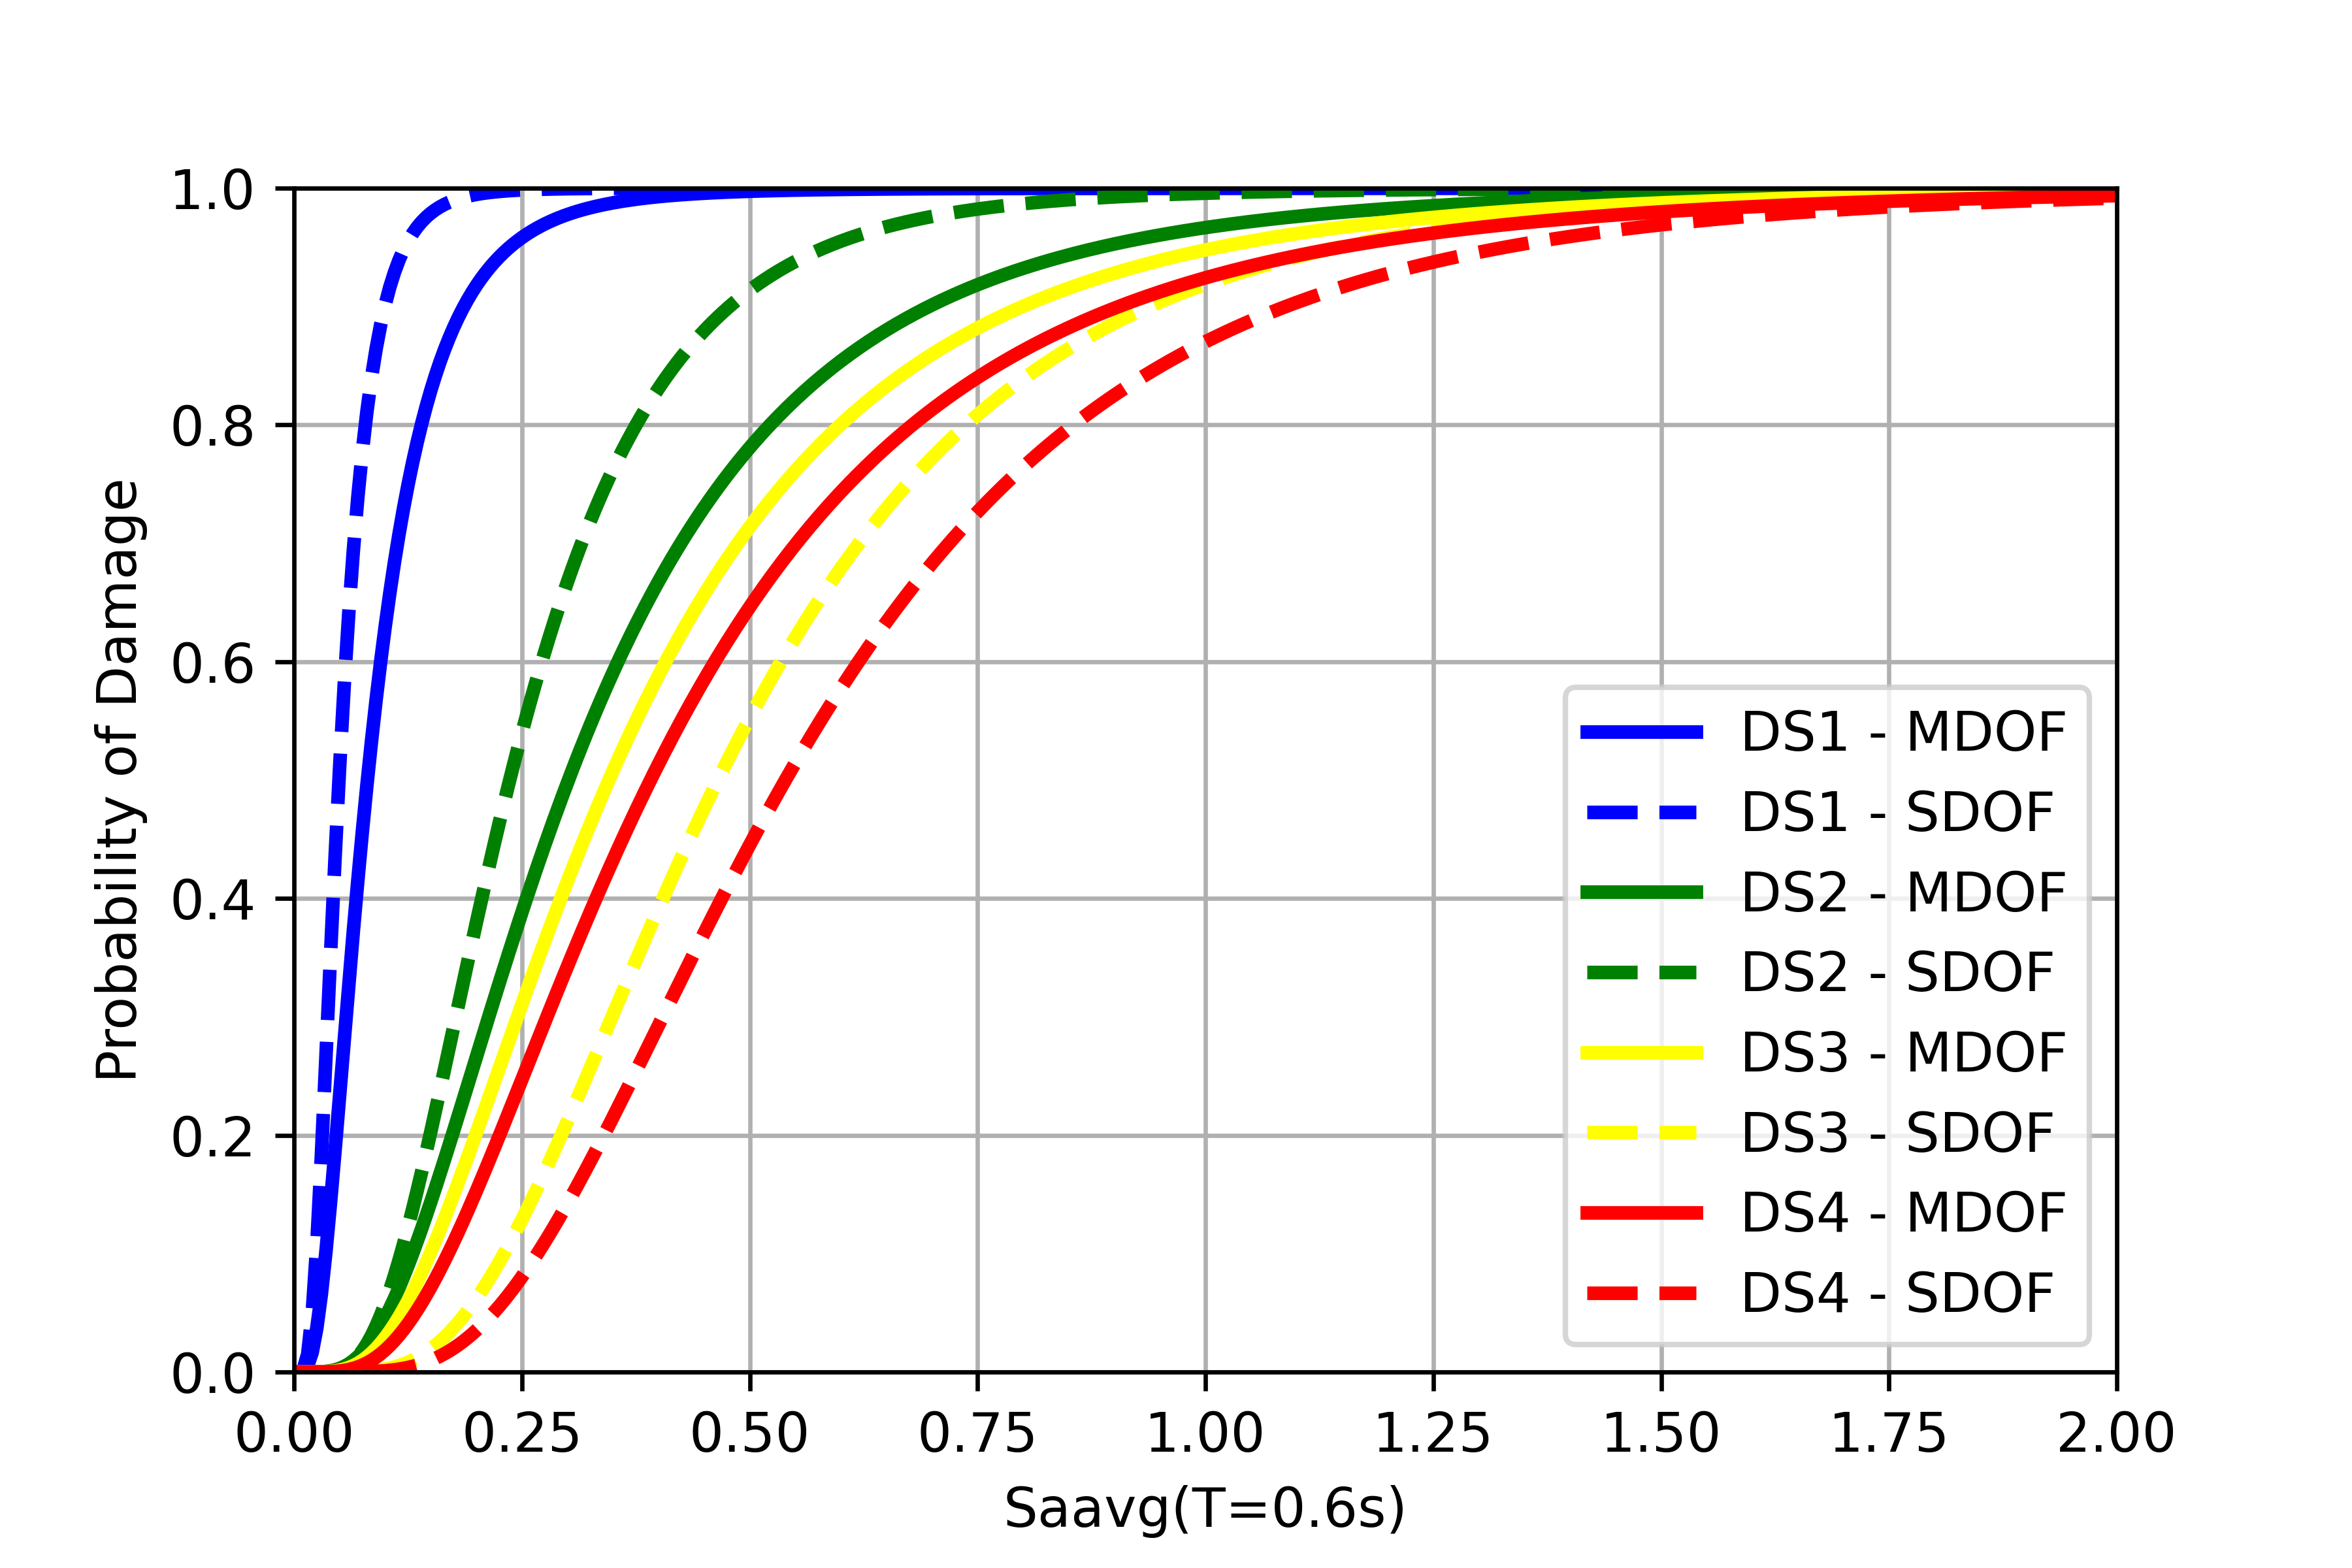 1.0
0.8
0.6
0.4
0.2
0.0
Probability of Damage
0.00 0.25 0.50 0.75 1.00 1.25 1.50 1.75 2.00
Saavg(T=0.6s)
DS1 - MDOF
DS1 - SDOF
DS2 - MDOF
DS2 - SDOF
DS3 - MDOF
DS3 - SDOF
DS4 - MDOF
DS4 - SDOF